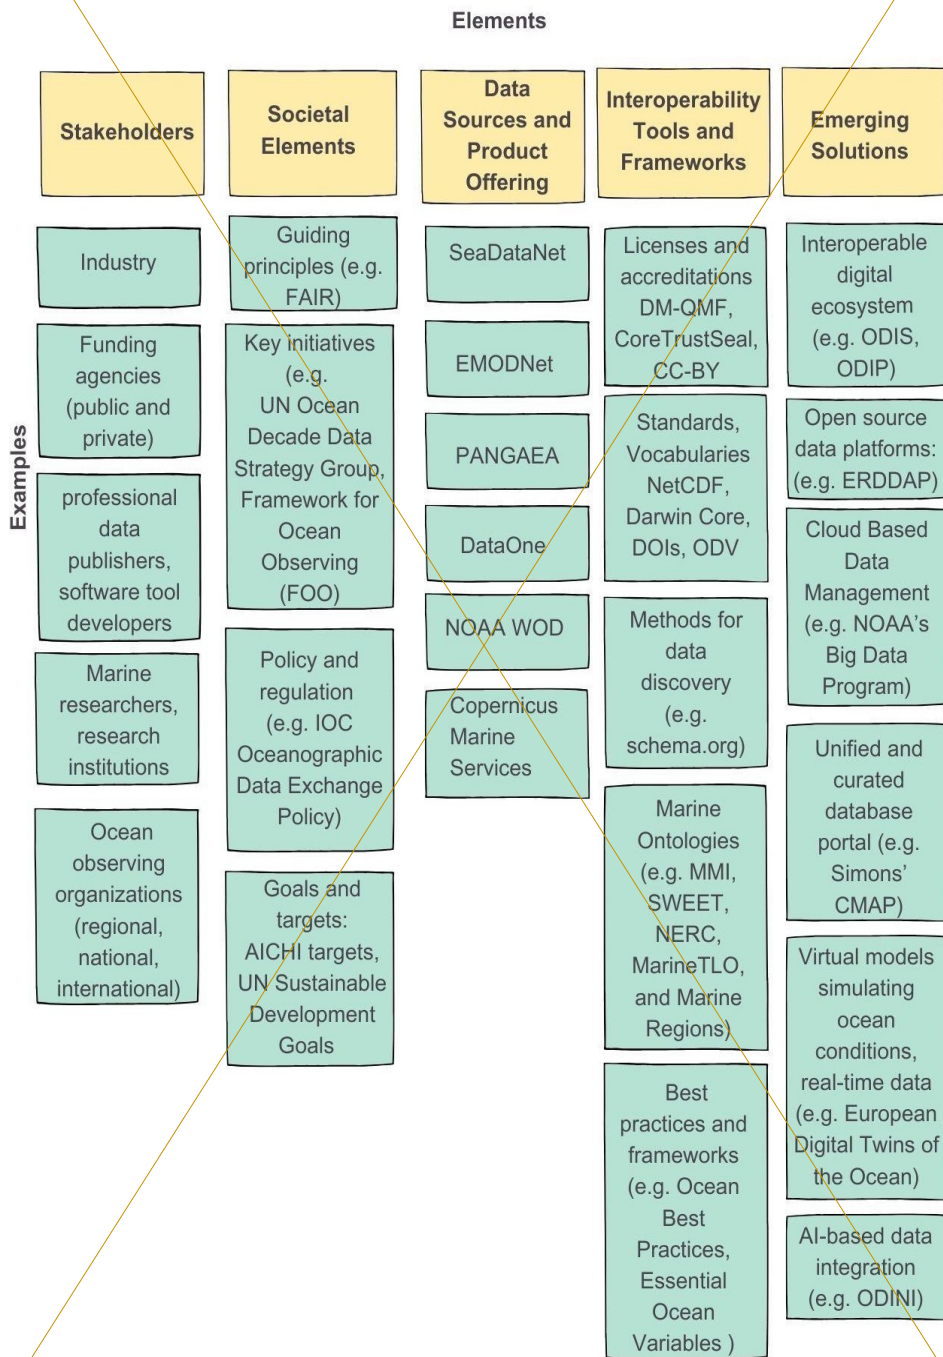 Elements
Examples
Stakeholders
Industry
Funding
agencies
(public and
private)
professional
data
publishers,
software tool
developers
Marine
researchers,
research
institutions
Ocean
observing
organizations
(regional,
national,
international)
Societal
Elements
Guiding
principles (e.g.
FAIR)
Key initiatives
(e.g.
UN Ocean
Decade Data
Strategy Group,
Framework for
Ocean
Observing
(FOO)
Policy and
regulation
(e.g. IOC
Oceanographic
Data Exchange
Policy)
Goals and
targets:
AICHI targets,
UN Sustainable
Development
Goals
Data
Sources and
Product
Offering
SeaDataNet
EMODNet
PANGAEA
DataOne
NOAA WOD
Copernicus
Marine
Services
Interoperability
Tools and
Frameworks
Licenses and
accreditations
DM-QMF,
CoreTrustSeal,
CC-BY
Standards,
Vocabularies
NetCDF,
Darwin Core,
DOIs, ODV
Methods for
data
discovery
(e.g.
schema.org)
Marine
Ontologies
(e.g. MMI,
SWEET,
NERC,
MarineTLO,
and Marine
Regions)
Best
practices and
frameworks
(e.g. Ocean
Best
Practices,
Essential
Ocean
Variables )
Emerging
Solutions
Interoperable
digital
ecosystem
(e.g. ODIS,
ODIP)
Open source
data platforms:
(e.g. ERDDAP)
Cloud Based
Data
Management
(e.g. NOAA's
Big Data
Program)
Unified and
curated
database
portal (e.g.
Simons'
CMAP)
Virtual models
simulating
ocean
conditions,
real-time data
(e.g. European
Digital Twins of
the Ocean)
AI-based data
integration
(e.g. ODINI)